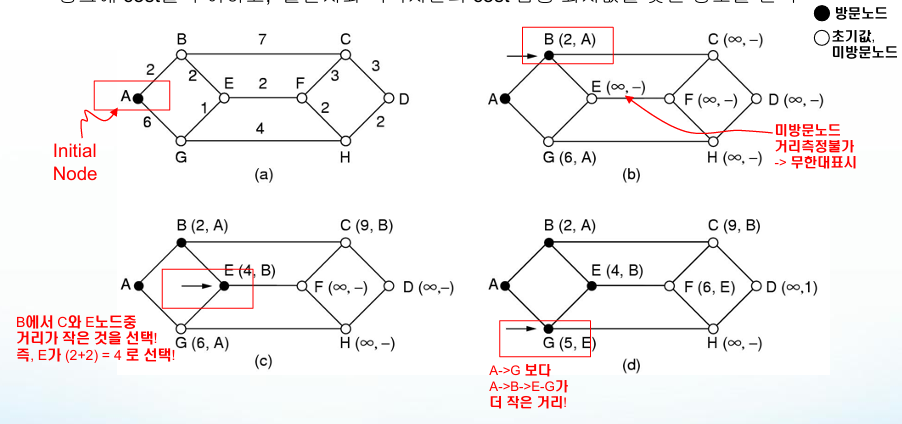 방문노드
초기값,
미방문노드
B
7
C
2
2
3
3
A
E
2
F
D
1
2
6
4
2
G
H
(a)
Initial
Node
B (2, A)
C (∞, −)
A
E (∞, −)
F (∞, −)
D (∞, −)
G (6, A)
H (∞, −)
(b)
미방문노드
거리측정불가
-> 무한대표시
B (2, A)
C (9, B)
A
E (4, B)
F (∞, −)
D (∞,−)
G (6, A)
H (∞, −)
(c)
B에서 C와 E노드중
거리가 작은 것을 선택!
즉, E가 (2+2) = 4 로 선택!
B (2, A)
C (9, B)
A
E (4, B)
F (6, E)
D (∞,1)
G (5, E)
H (∞, −)
(d)
A->G 보다
A->B->E-G가
더 작은 거리!